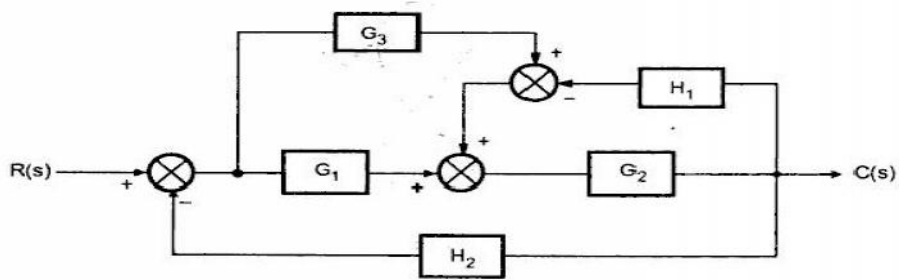 G₃
+
−
H₁
+
R(s)
+
G₁
+
G₂
C(s)
−
H₂